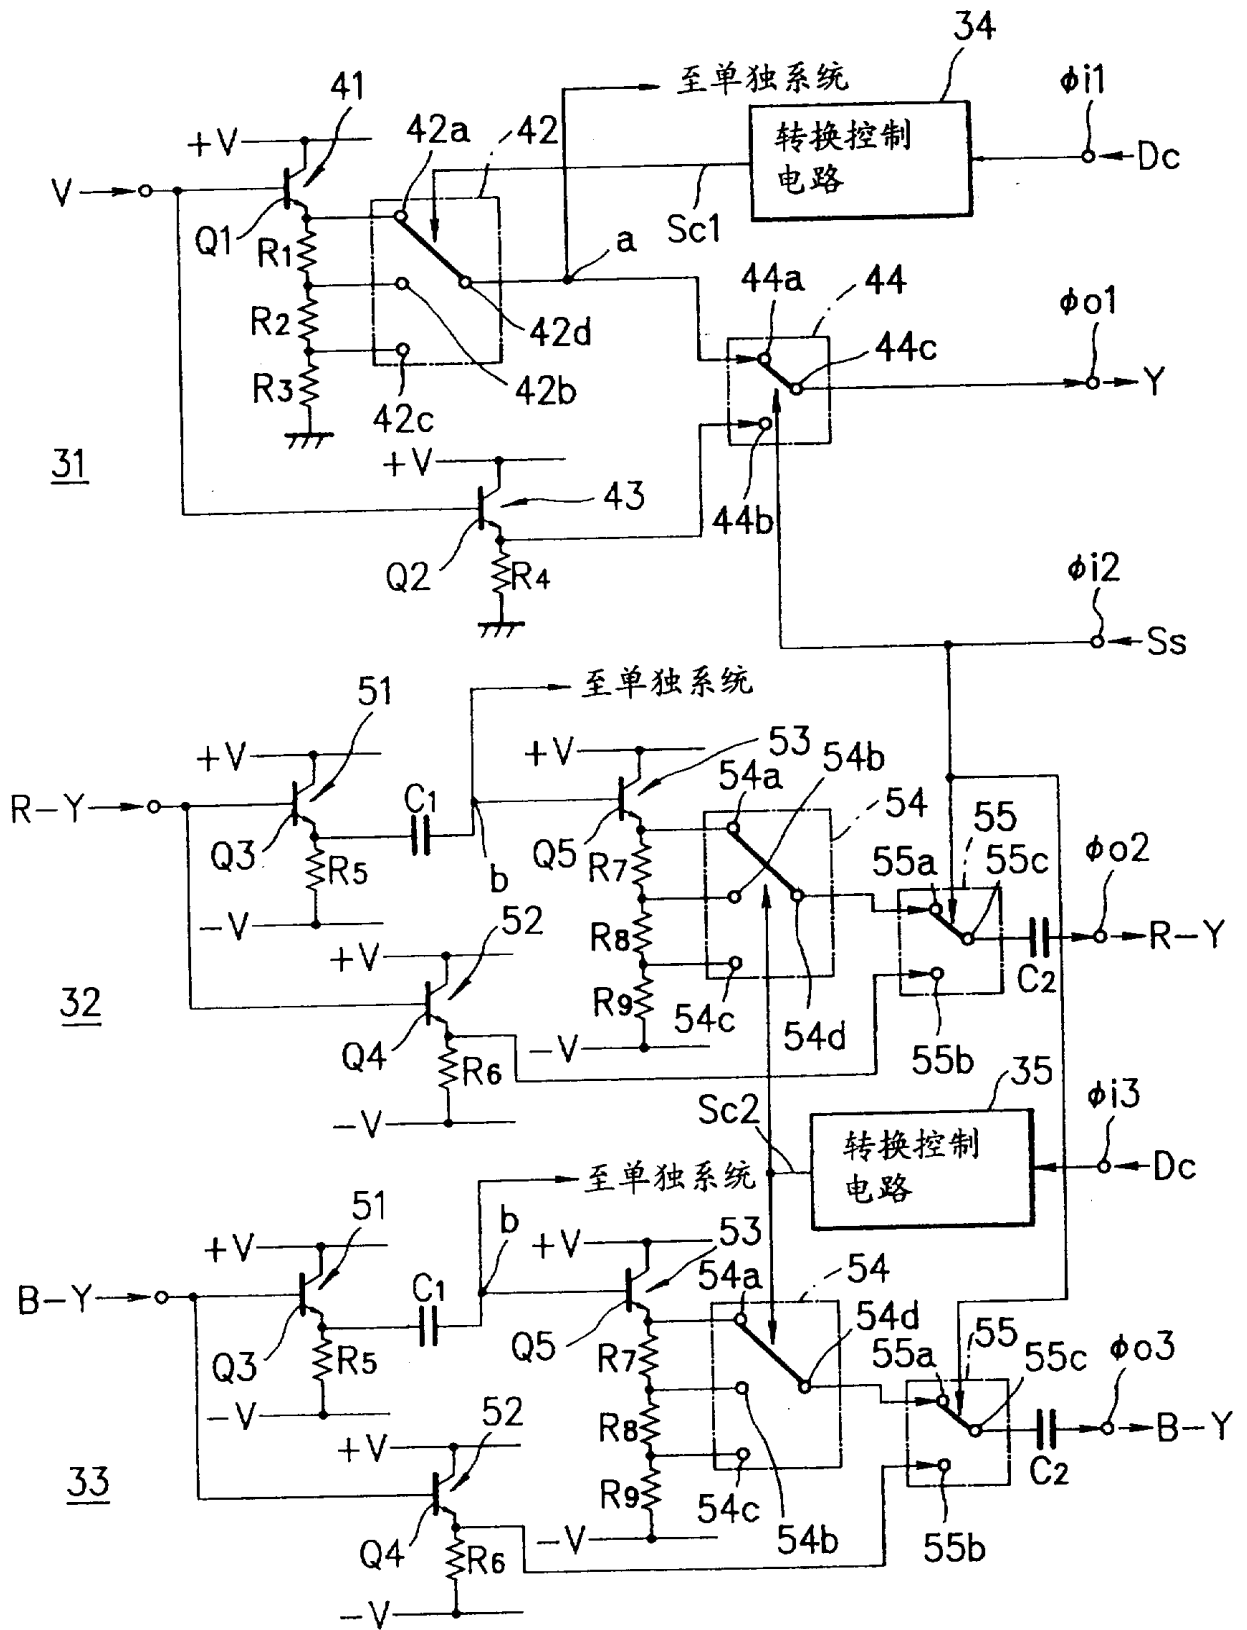 34
至单独系统
ϕi1
41
42a
42
转换控制
电路
Dc
+V
V
Sc1
Q1
R1
a
44a
44
ϕo1
R2
42d
44c
Y
R3
42b
42c
31
+V
43
44b
Q2
R4
ϕi2
Ss
至单独系统
51
+V
+V
53
54b
54a
54
R-Y
C1
55
ϕo2
Q3
R5
b
Q5
R7
55a
55c
-V
52
R8
R-Y
+V
C2
32
R9
54c
54d
Q4
R6
-V
55b
35
Sc2
ϕi3
-V
转换控制
电路
Dc
至单独系统
51
b
53
+V
+V
54a
54
B-Y
C1
54d
55
ϕo3
Q3
R5
Q5
R7
55a
55c
-V
52
R8
B-Y
+V
C2
33
R9
54c
Q4
R6
-V
54b
55b
-V